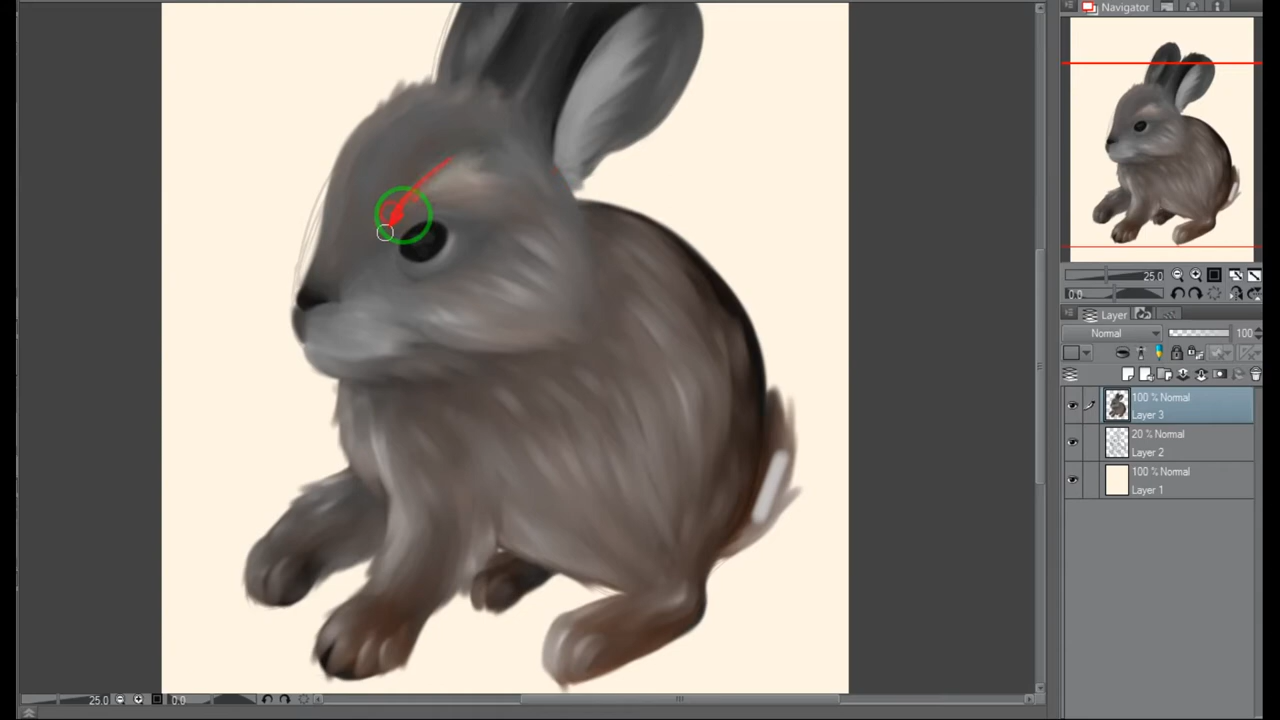 Navigator
25.0
0.0
Layer
Normal
100
100 % Normal
Layer 3
20 % Normal
Layer 2
100 % Normal
Layer 1
25.0
0.0